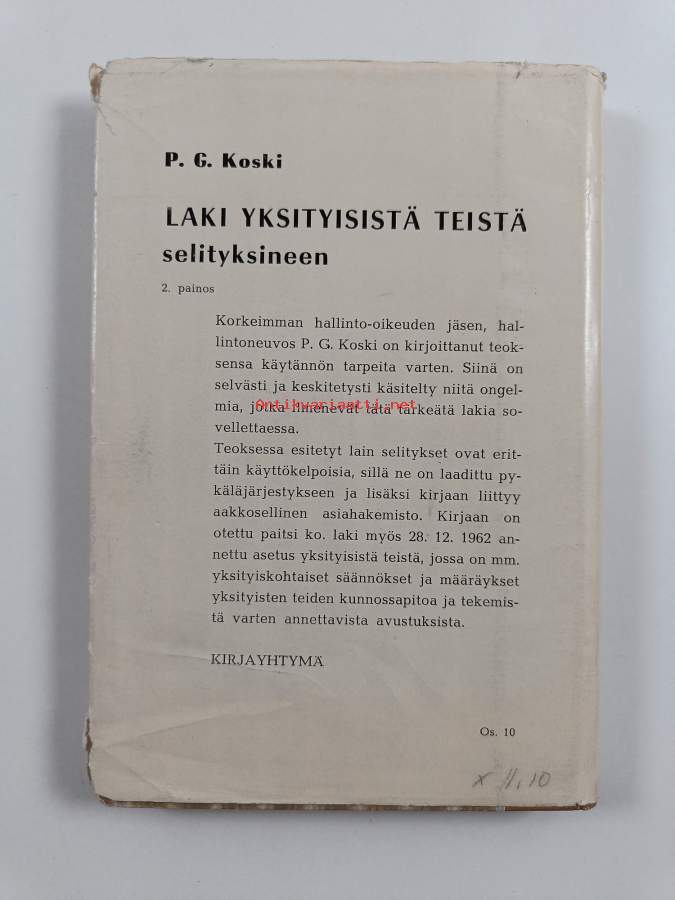 P. G. Koski
LAKI YKSITYISISTÄ TEISTÄ
selityksineen
2. painos
Korkeimman hallinto-oikeuden jäsen, hal-
lintoneuvos P. G. Koski on kirjoittanut teok-
sensa käytännön tarpeita varten. Siinä on
selvästi ja keskitetysti käsitelty niitä ongel-
mia, jotka ilmenevät tätä tärkeätä lakia so-
Antikvariantti.net
vellettaessa.
Teoksessa esitetyt lain selitykset ovat erit-
täin käyttökelpoisia, sillä ne on laadittu py-
käläjärjestykseen ja lisäksi kirjaan liittyy
aakkosellinen asiahakemisto. Kirjaan on
otettu paitsi ko. laki myös 28. 12. 1962 an-
nettu asetus yksityisistä teistä, jossa on mm.
yksityiskohtaiset säännökset ja määräykset
yksityisten teiden kunnossapitoa ja tekemis-
tä varten annettavista avustuksista.
KIRJAYHTYMÄ
Os. 10
x 11,10